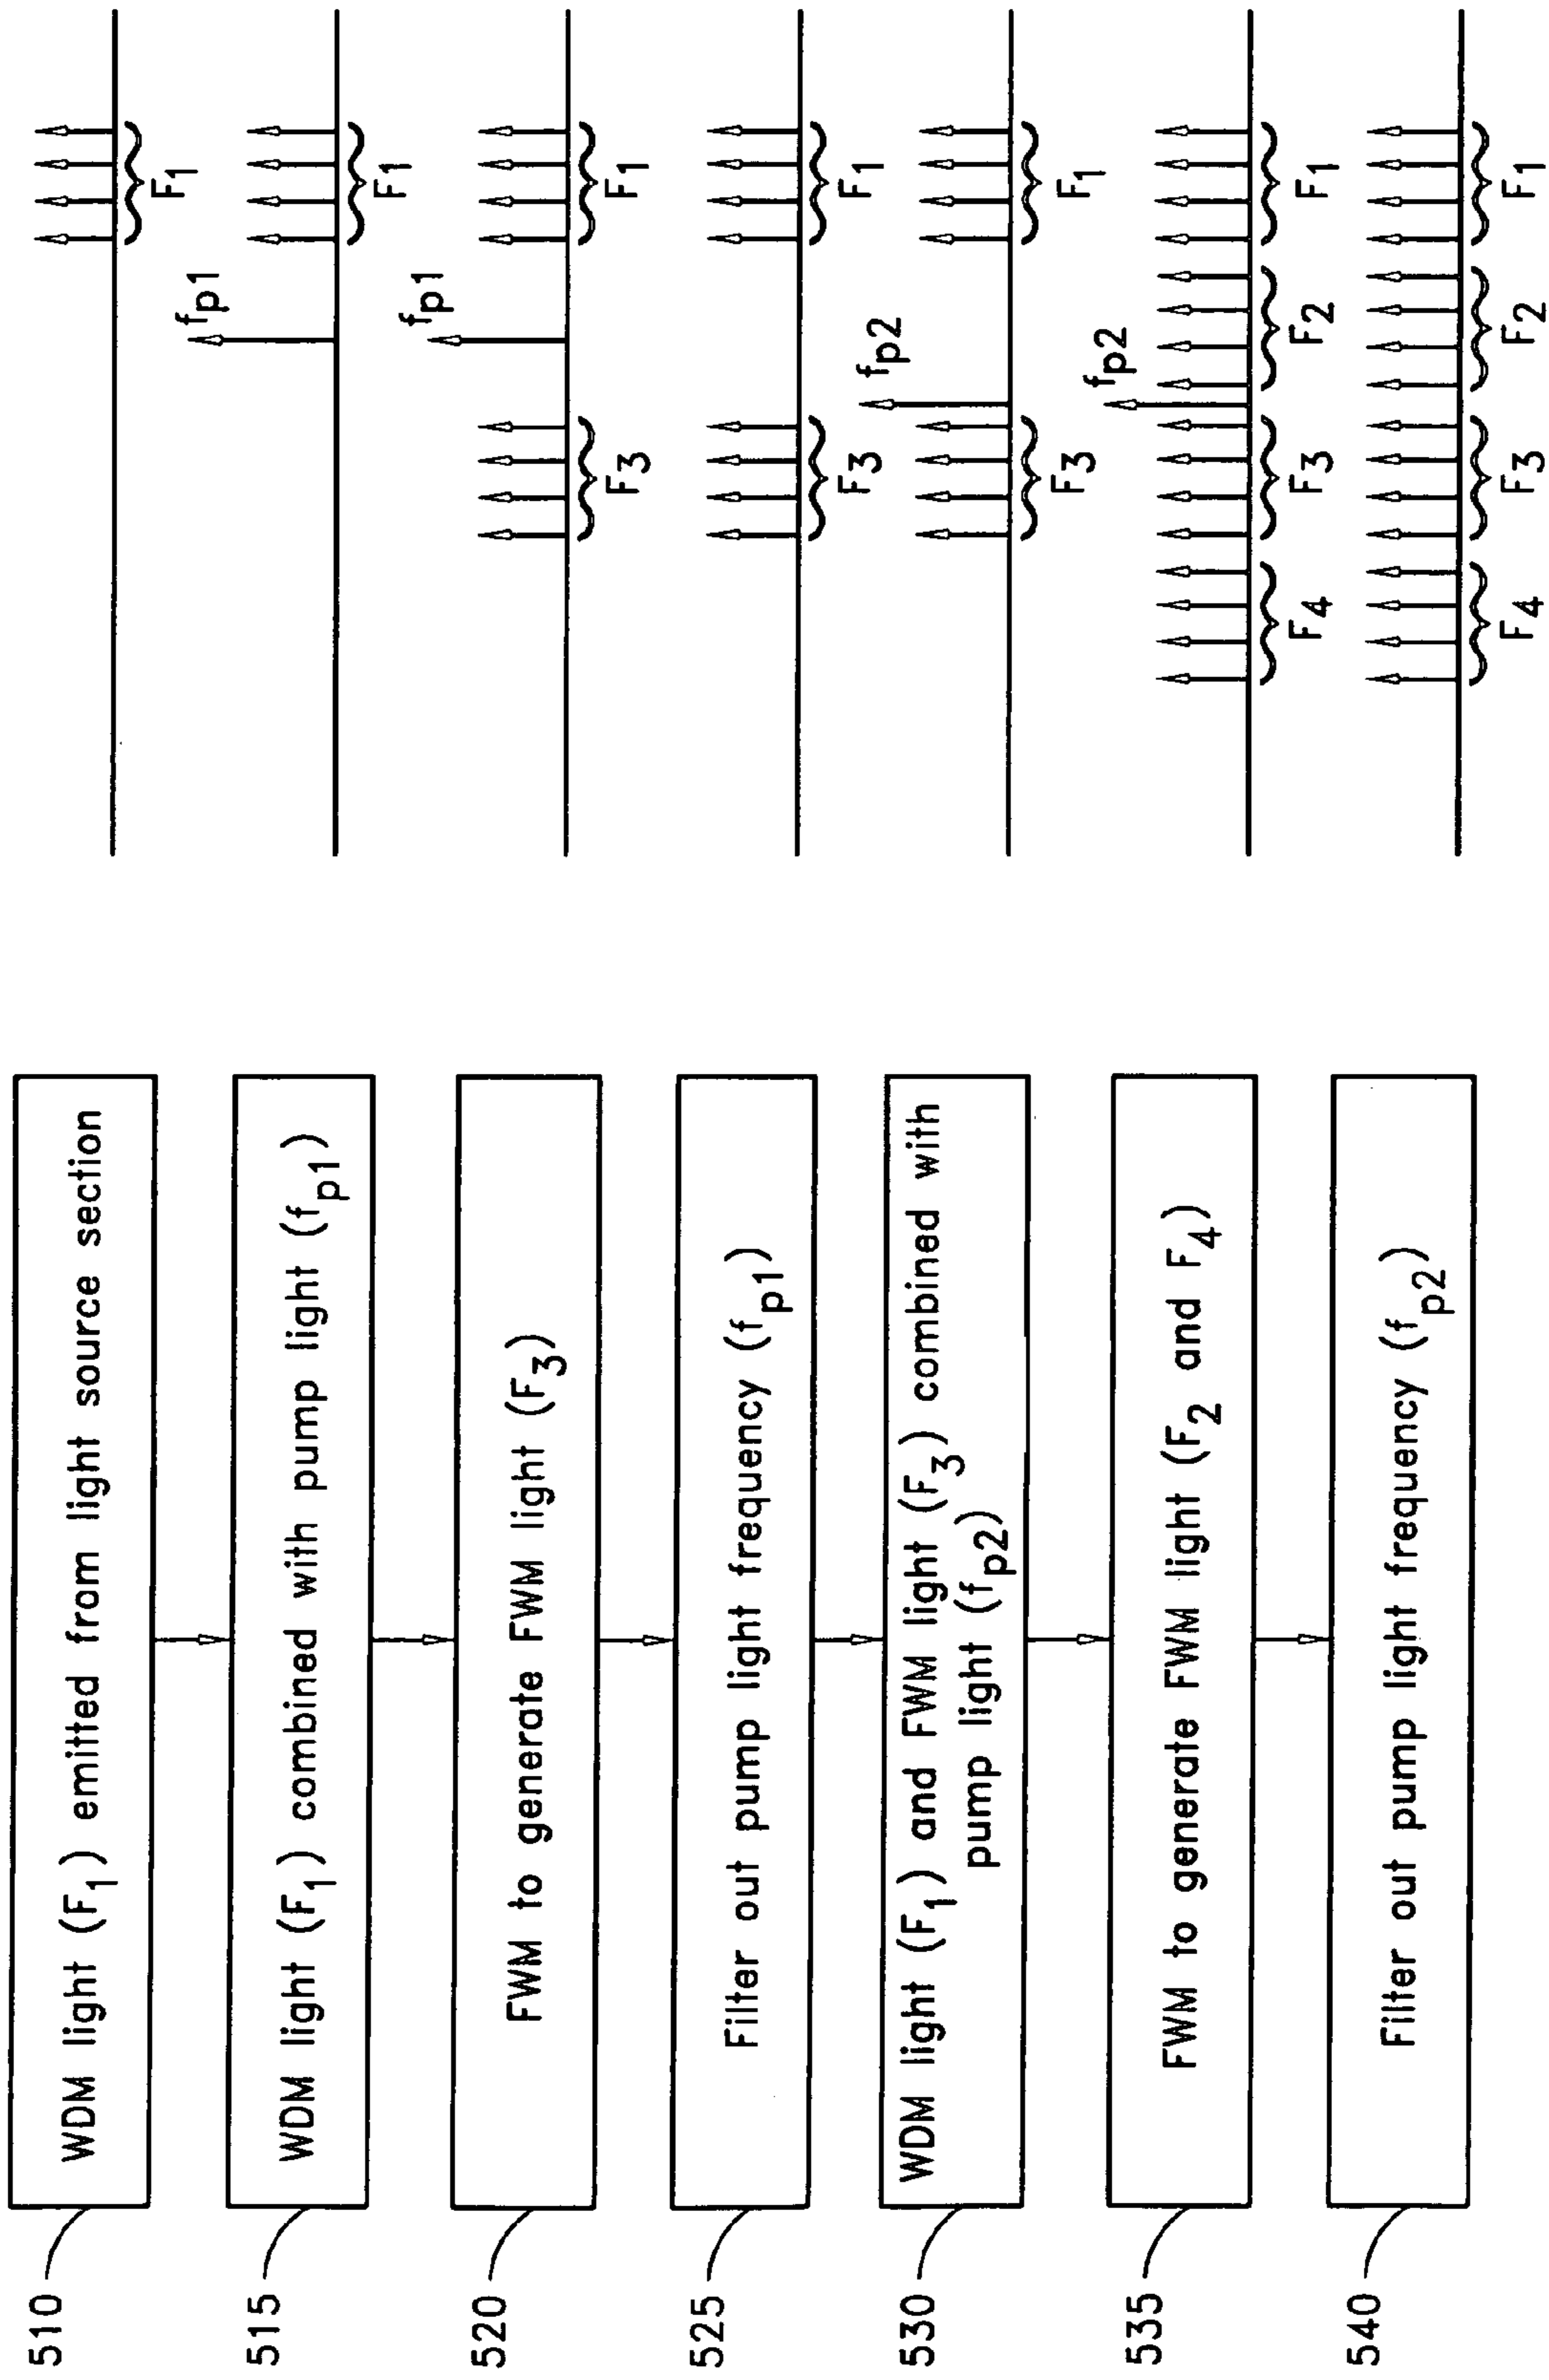 510
WDM light (F1) emitted from light source section
F1
515
WDM light (F1) combined with pump light (fp1)
fp1
F1
520
FWM to generate FWM light (F3)
F3
fp1
F1
525
Filter out pump light frequency (fp1)
F3
F1
530
WDM light (F1) and FWM light (F3) combined with
pump light (fp2)
F3
fp2
F1
535
FWM to generate FWM light (F2 and F4)
F4
F3
fp2
F2
F1
540
Filter out pump light frequency (fp2)
F4
F3
F2
F1